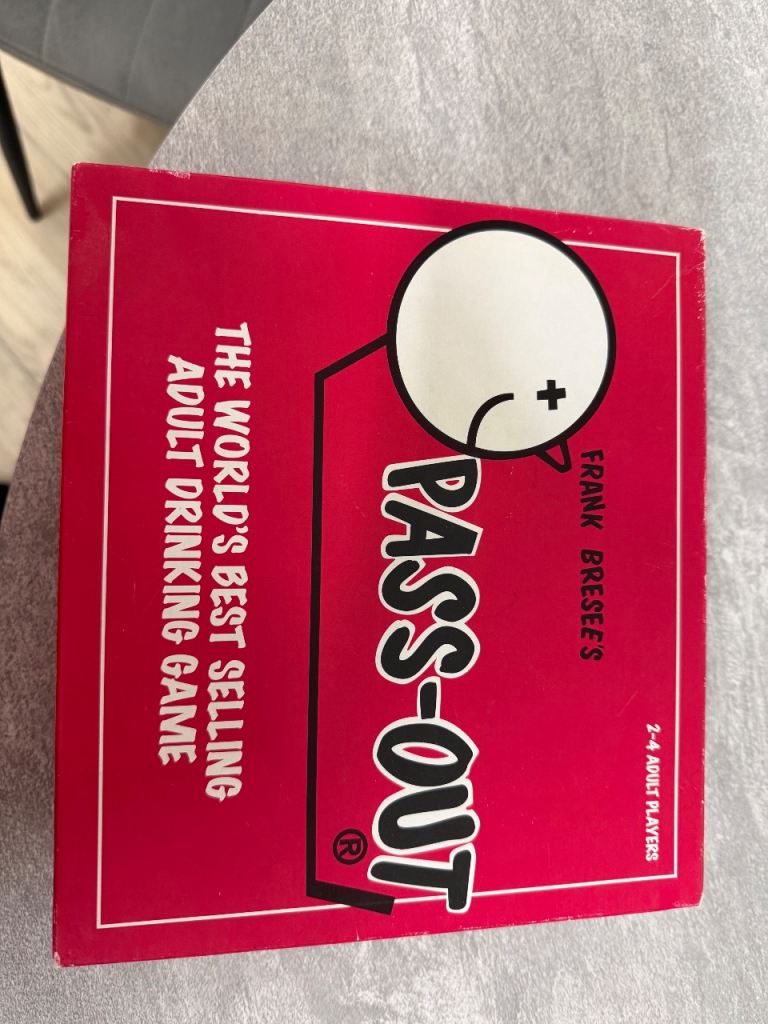 2-4 ADULT PLAYERS
FRANK BRESEE'S
PASS-OUT®
THE WORLD'S BEST SELLING
ADULT DRINKING GAME